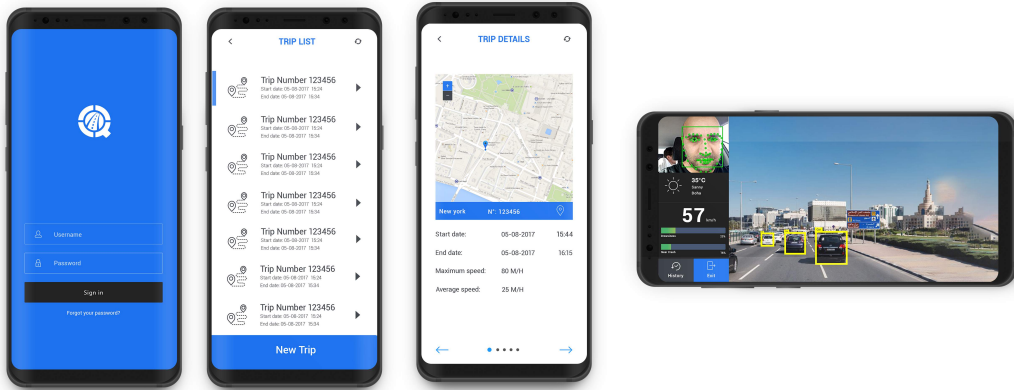 Username
Password
Sign in
Forgot your password?
TRIP LIST
Trip Number 123456
Start date: 05-08-2017 15:24
End date: 05-08-2017 15:34
Trip Number 123456
Start date: 05-08-2017 15:24
End date: 05-08-2017 15:34
Trip Number 123456
Start date: 05-08-2017 15:24
End date: 05-08-2017 15:34
Trip Number 123456
Start date: 05-08-2017 15:24
End date: 05-08-2017 15:34
Trip Number 123456
Start date: 05-08-2017 15:24
End date: 05-08-2017 15:34
Trip Number 123456
Start date: 05-08-2017 15:24
End date: 05-08-2017 15:34
Trip Number 123456
Start date: 05-08-2017 15:24
End date: 05-08-2017 15:34
New Trip
TRIP DETAILS
New york N°: 123456
Start date: 05-08-2017 15:44
End date: 05-08-2017 16:15
Maximum speed: 80 M/H
Average speed: 25 M/H
35°C
Sunny
Doha
57 km/h
History
Exit